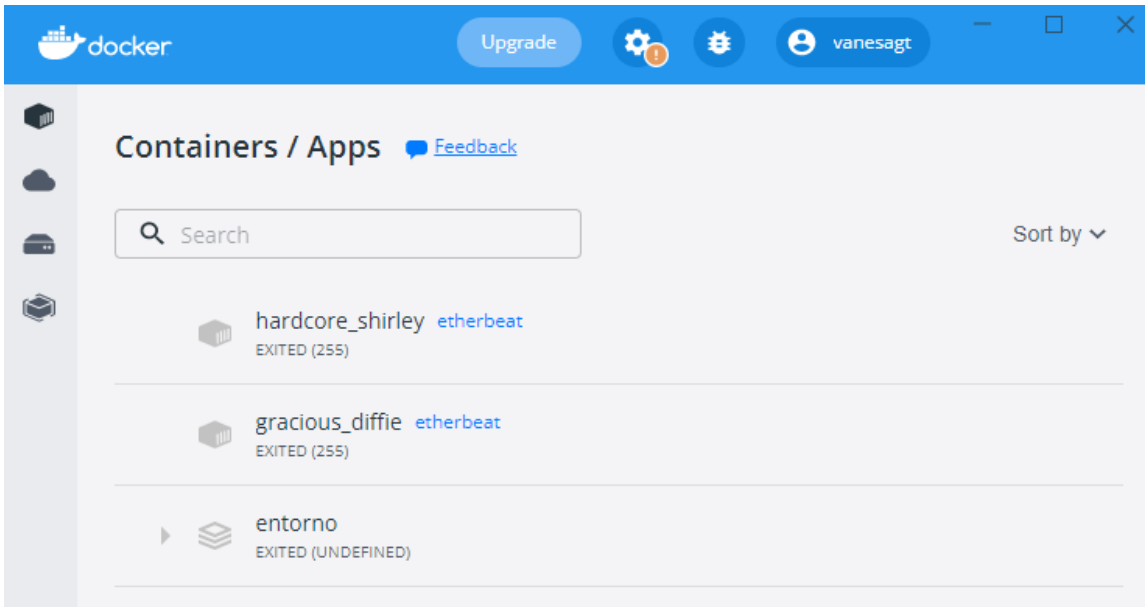 docker
Upgrade
!
vanesagt
Containers / Apps Feedback
Search
Sort by
hardcore_shirley etherbeat
EXITED (255)
gracious_diffie etherbeat
EXITED (255)
entorno
EXITED (UNDEFINED)